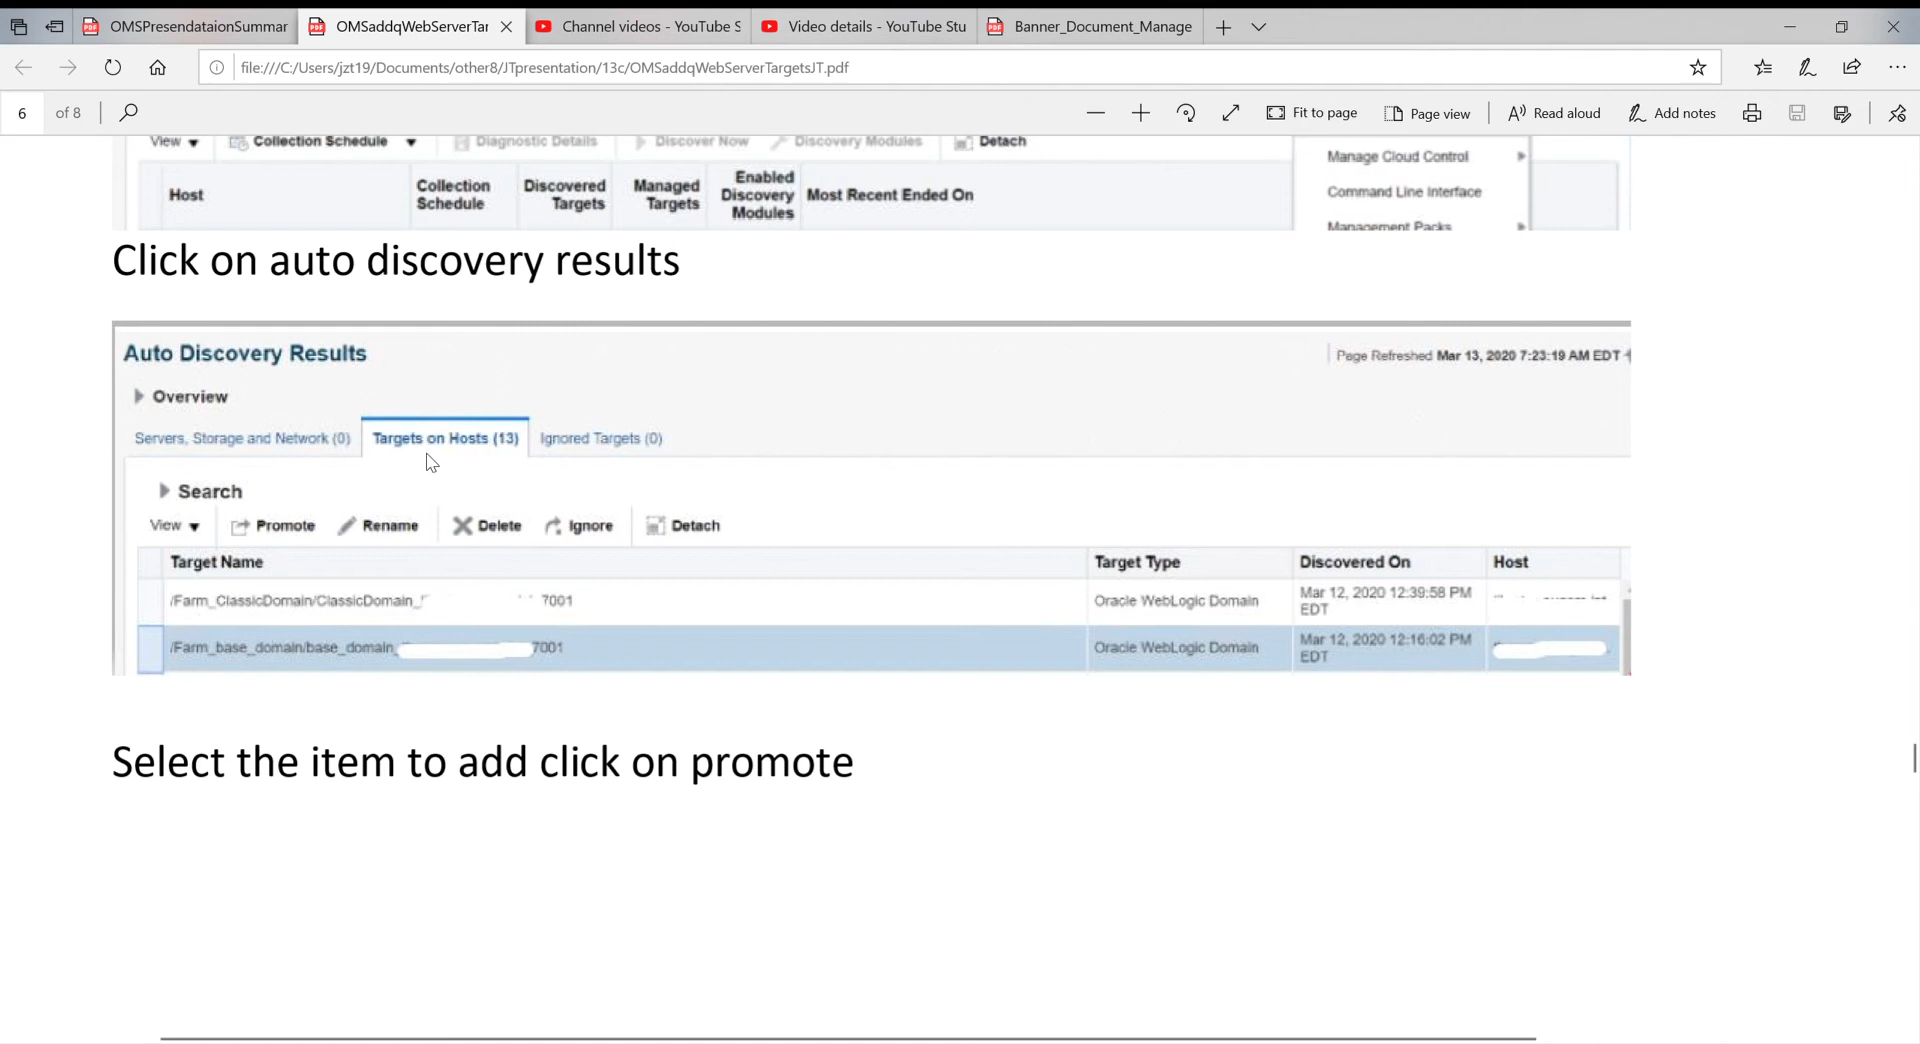 OMSPresendataionSummar
OMSaddqWebServerTar
Channel videos - YouTube S
Video details - YouTube Stu
Banner_Document_Manage
file:///C:/Users/jzt19/Documents/other8/JTpresentation/13c/OMSaddqWebServerTargetsJT.pdf
6 of 8
Fit to page
Page view
Read aloud
Add notes
View
Collection Schedule
Diagnostic Details
Discover Now
Discovery Modules
Detach
Manage Cloud Control
Command Line Interface
Management Packs
Host
Collection Schedule
Discovered Targets
Managed Targets
Enabled Discovery Modules
Most Recent Ended On
Click on auto discovery results
Auto Discovery Results
Page Refreshed Mar 13, 2020 7:23:19 AM EDT
Overview
Servers, Storage and Network (0)
Targets on Hosts (13)
Ignored Targets (0)
Search
View
Promote
Rename
Delete
Ignore
Detach
Target Name
Target Type
Discovered On
Host
/Farm_ClassicDomain/ClassicDomain_ 7001
Oracle WebLogic Domain
Mar 12, 2020 12:39:58 PM EDT
/Farm_base_domain/base_domain_ 7001
Oracle WebLogic Domain
Mar 12, 2020 12:16:02 PM EDT
Select the item to add click on promote